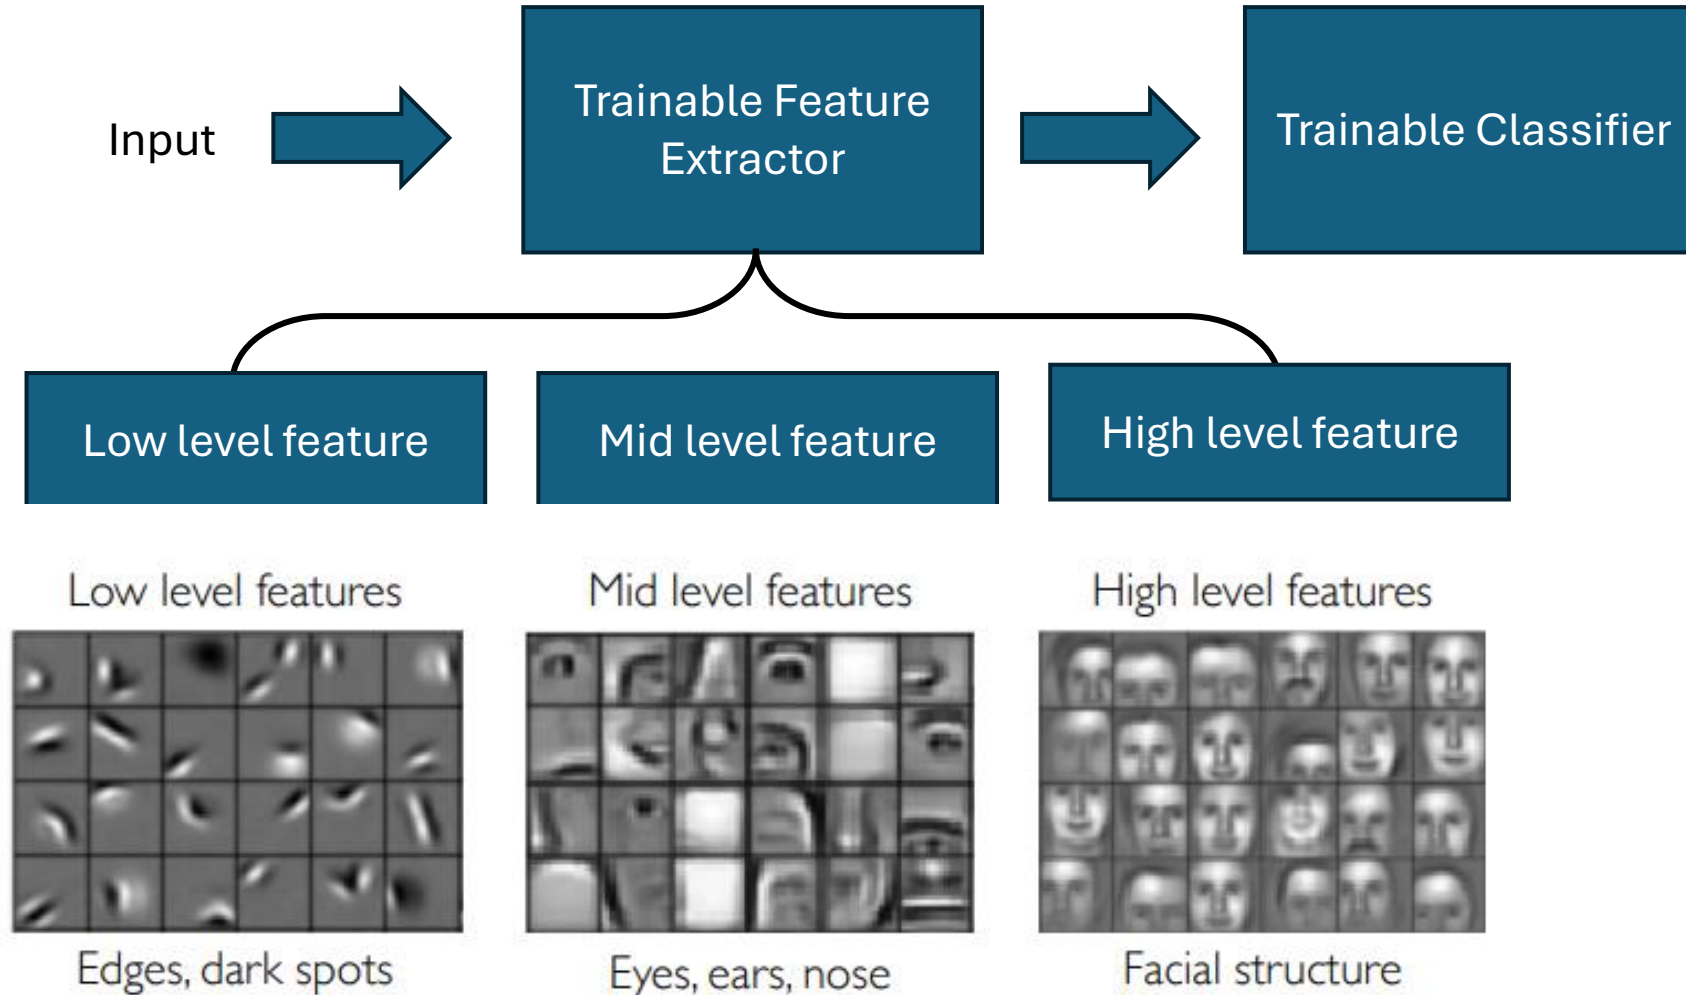 Input
Trainable Feature
Extractor
Trainable Classifier
Low level feature
Mid level feature
High level feature
Low level features
Mid level features
High level features
Edges, dark spots
Eyes, ears, nose
Facial structure